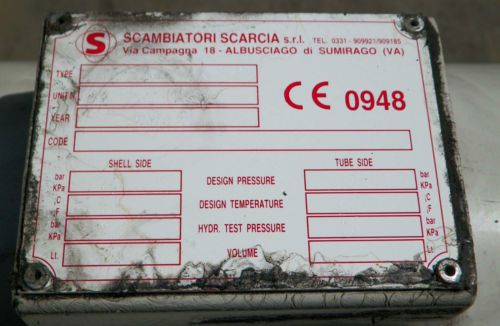 S SCAMBIATORI SCARCIA s.r.l. TEL. 0331 - 909921/909185
Via Campagna 18 - ALBUSCIAGO di SUMIRAGO (VA)
TYPE
UNIT N.
CE 0948
YEAR
CODE
SHELL SIDE TUBE SIDE
bar KPa DESIGN PRESSURE bar KPa
°C °F DESIGN TEMPERATURE °C °F
bar KPa HYDR. TEST PRESSURE bar KPa
Lt. VOLUME Lt.